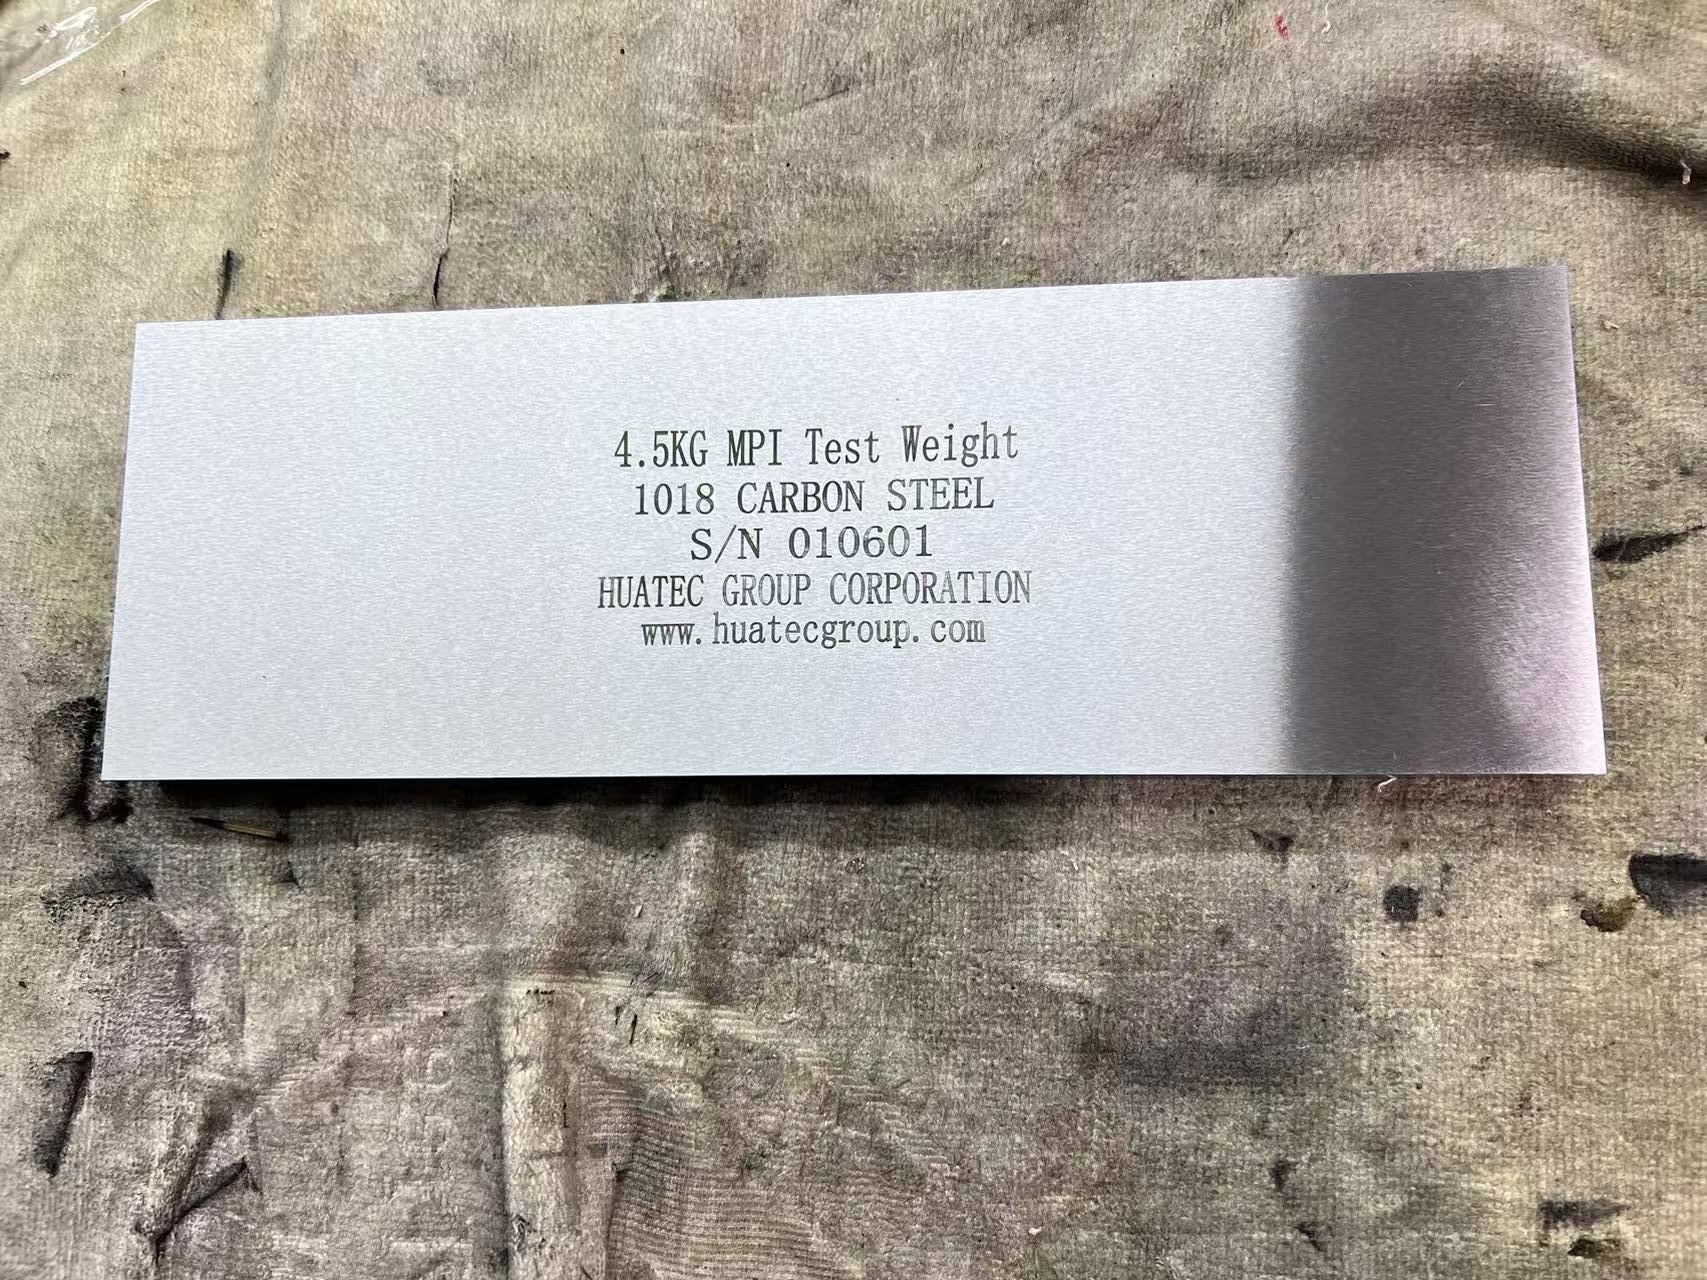 4.5KG MPI Test Weight
1018 CARBON STEEL
S/N 010601
HUATEC GROUP CORPORATION
www.huatecgroup.com